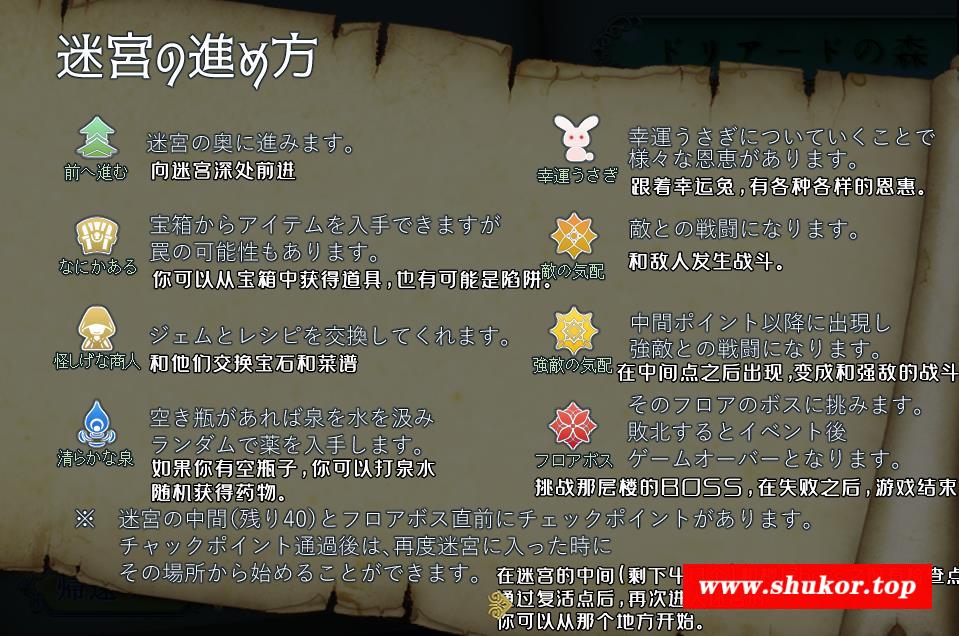 迷宮の進め方
ドリアードの森
前へ進む
迷宮の奥に進みます。
向迷宫深处前进
なにかある
宝箱からアイテムを入手できますが
罠の可能性もあります。
你可以从宝箱中获得道具,也有可能是陷阱。
怪しげな商人
ジェムとレシピを交換してくれます。
和他们交换宝石和菜谱
清らかな泉
空き瓶があれば泉を水を汲み
ランダムで薬を入手します。
如果你有空瓶子,你可以打泉水
随机获得药物。
幸運うさぎ
幸運うさぎについていくことで
様々な恩恵があります。
跟着幸运兔,有各种各样的恩惠。
敵の気配
敵との戦闘になります。
和敌人发生战斗。
強敵の気配
中間ポイント以降に出現し
強敵との戦闘になります。
在中间点之后出现,变成和强敌的战斗
フロアボス
そのフロアのボスに挑みます。
敗北するとイベント後
ゲームオーバーとなります。
挑战那层楼的BOSS,在失败之后,游戏结束
※ 迷宮の中間(残り40)とフロアボス直前にチェックポイントがあります。
チャックポイント通過後は、再度迷宮に入った時に
その場所から始めることができます。
在迷宫的中间(剩下4 查点
通过复活点后,再次进
你可以从那个地方开始。
www.shukor.top